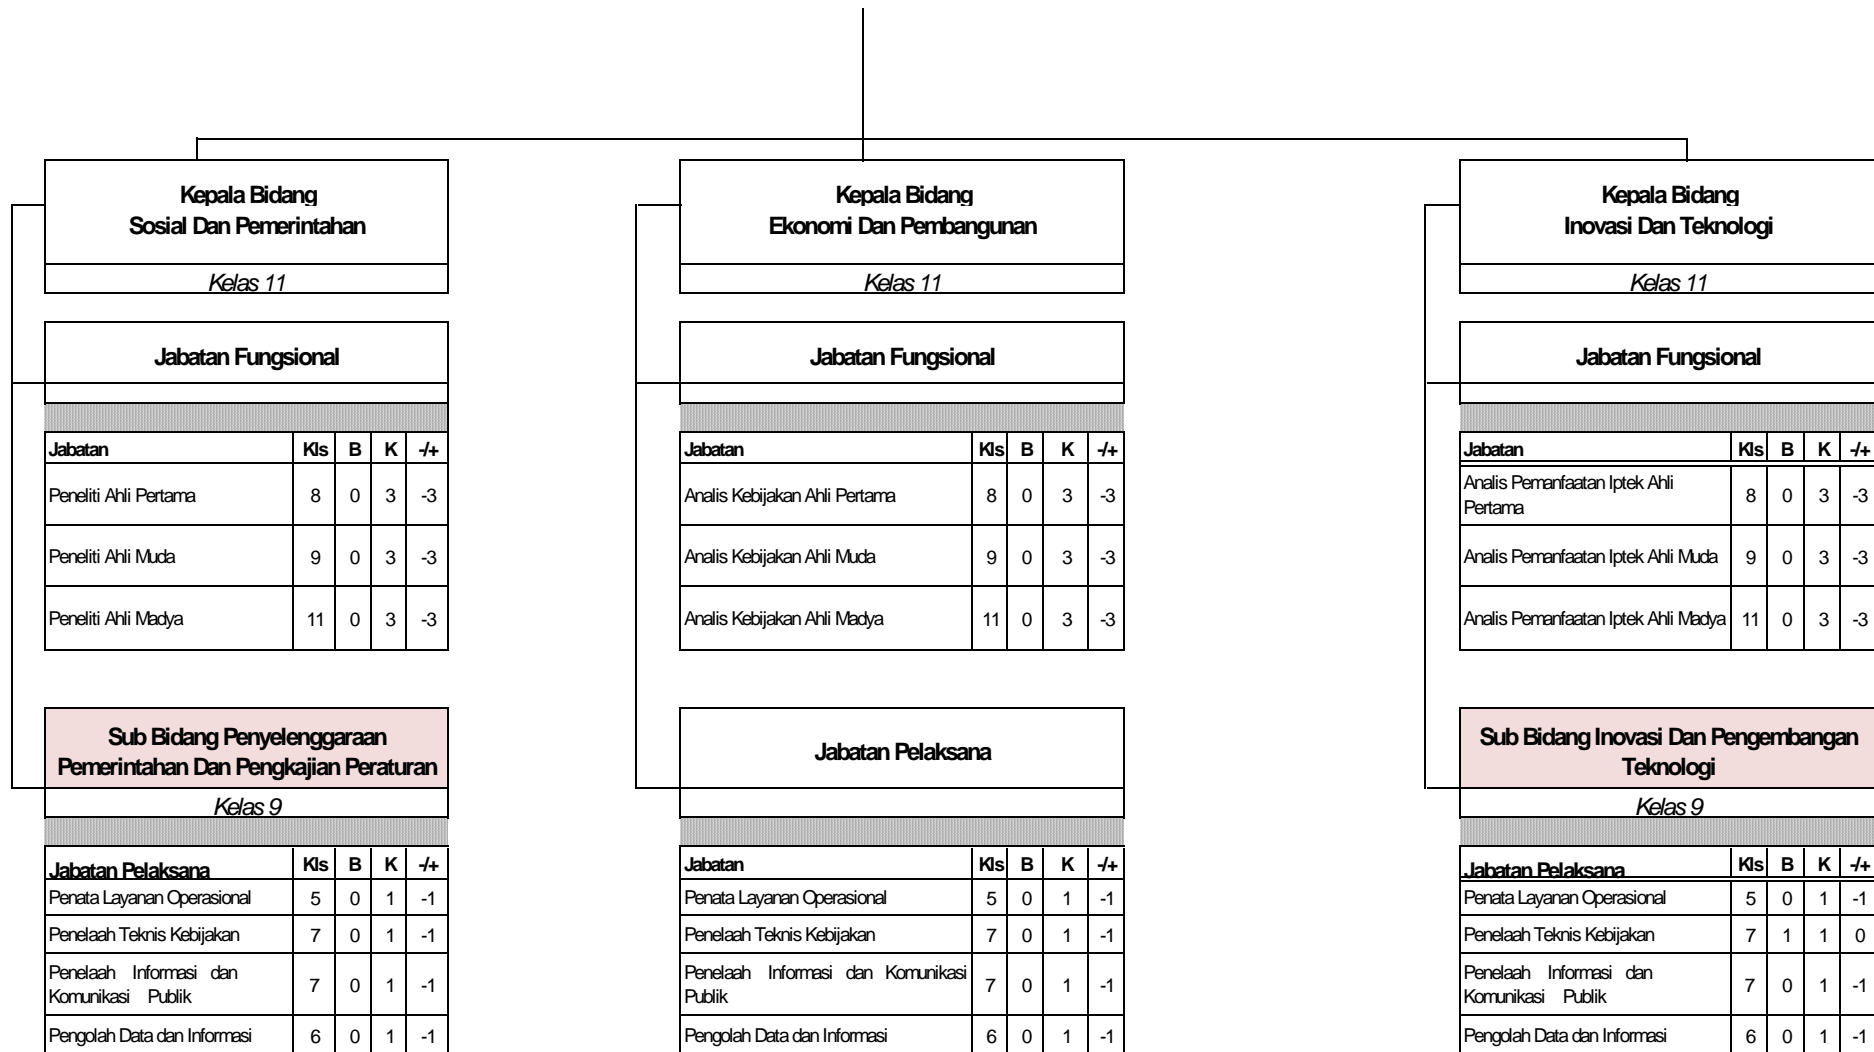 Kepala Bidang
Sosial Dan Pemerintahan
Kelas 11
Jabatan Fungsional
Jabatan Kls B K -/+
Peneliti Ahli Pertama 8 0 3 -3
Peneliti Ahli Muda 9 0 3 -3
Peneliti Ahli Madya 11 0 3 -3
Sub Bidang Penyelenggaraan
Pemerintahan Dan Pengkajian Peraturan
Kelas 9
Jabatan Pelaksana Kls B K -/+
Penata Layanan Operasional 5 0 1 -1
Penelaah Teknis Kebijakan 7 0 1 -1
Penelaah Informasi dan
Komunikasi Publik 7 0 1 -1
Pengolah Data dan Informasi 6 0 1 -1
Kepala Bidang
Ekonomi Dan Pembangunan
Kelas 11
Jabatan Fungsional
Jabatan Kls B K -/+
Analis Kebijakan Ahli Pertama 8 0 3 -3
Analis Kebijakan Ahli Muda 9 0 3 -3
Analis Kebijakan Ahli Madya 11 0 3 -3
Jabatan Pelaksana
Jabatan Kls B K -/+
Penata Layanan Operasional 5 0 1 -1
Penelaah Teknis Kebijakan 7 0 1 -1
Penelaah Informasi dan Komunikasi
Publik 7 0 1 -1
Pengolah Data dan Informasi 6 0 1 -1
Kepala Bidang
Inovasi Dan Teknologi
Kelas 11
Jabatan Fungsional
Jabatan Kls B K -/+
Analis Pemanfaatan Iptek Ahli
Pertama 8 0 3 -3
Analis Pemanfaatan Iptek Ahli Muda 9 0 3 -3
Analis Pemanfaatan Iptek Ahli Madya 11 0 3 -3
Sub Bidang Inovasi Dan Pengembangan
Teknologi
Kelas 9
Jabatan Pelaksana Kls B K -/+
Penata Layanan Operasional 5 0 1 -1
Penelaah Teknis Kebijakan 7 1 1 0
Penelaah Informasi dan
Komunikasi Publik 7 0 1 -1
Pengolah Data dan Informasi 6 0 1 -1